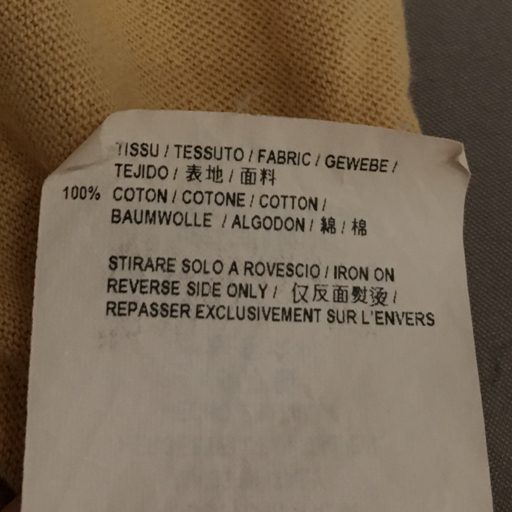 TISSU / TESSUTO / FABRIC / GEWEBE /
TEJIDO / 表地 / 面料
100% COTON / COTONE / COTTON /
BAUMWOLLE / ALGODON / 綿 / 棉
STIRARE SOLO A ROVESCIO / IRON ON
REVERSE SIDE ONLY / 仅反面熨烫 /
REPASSER EXCLUSIVEMENT SUR L'ENVERS